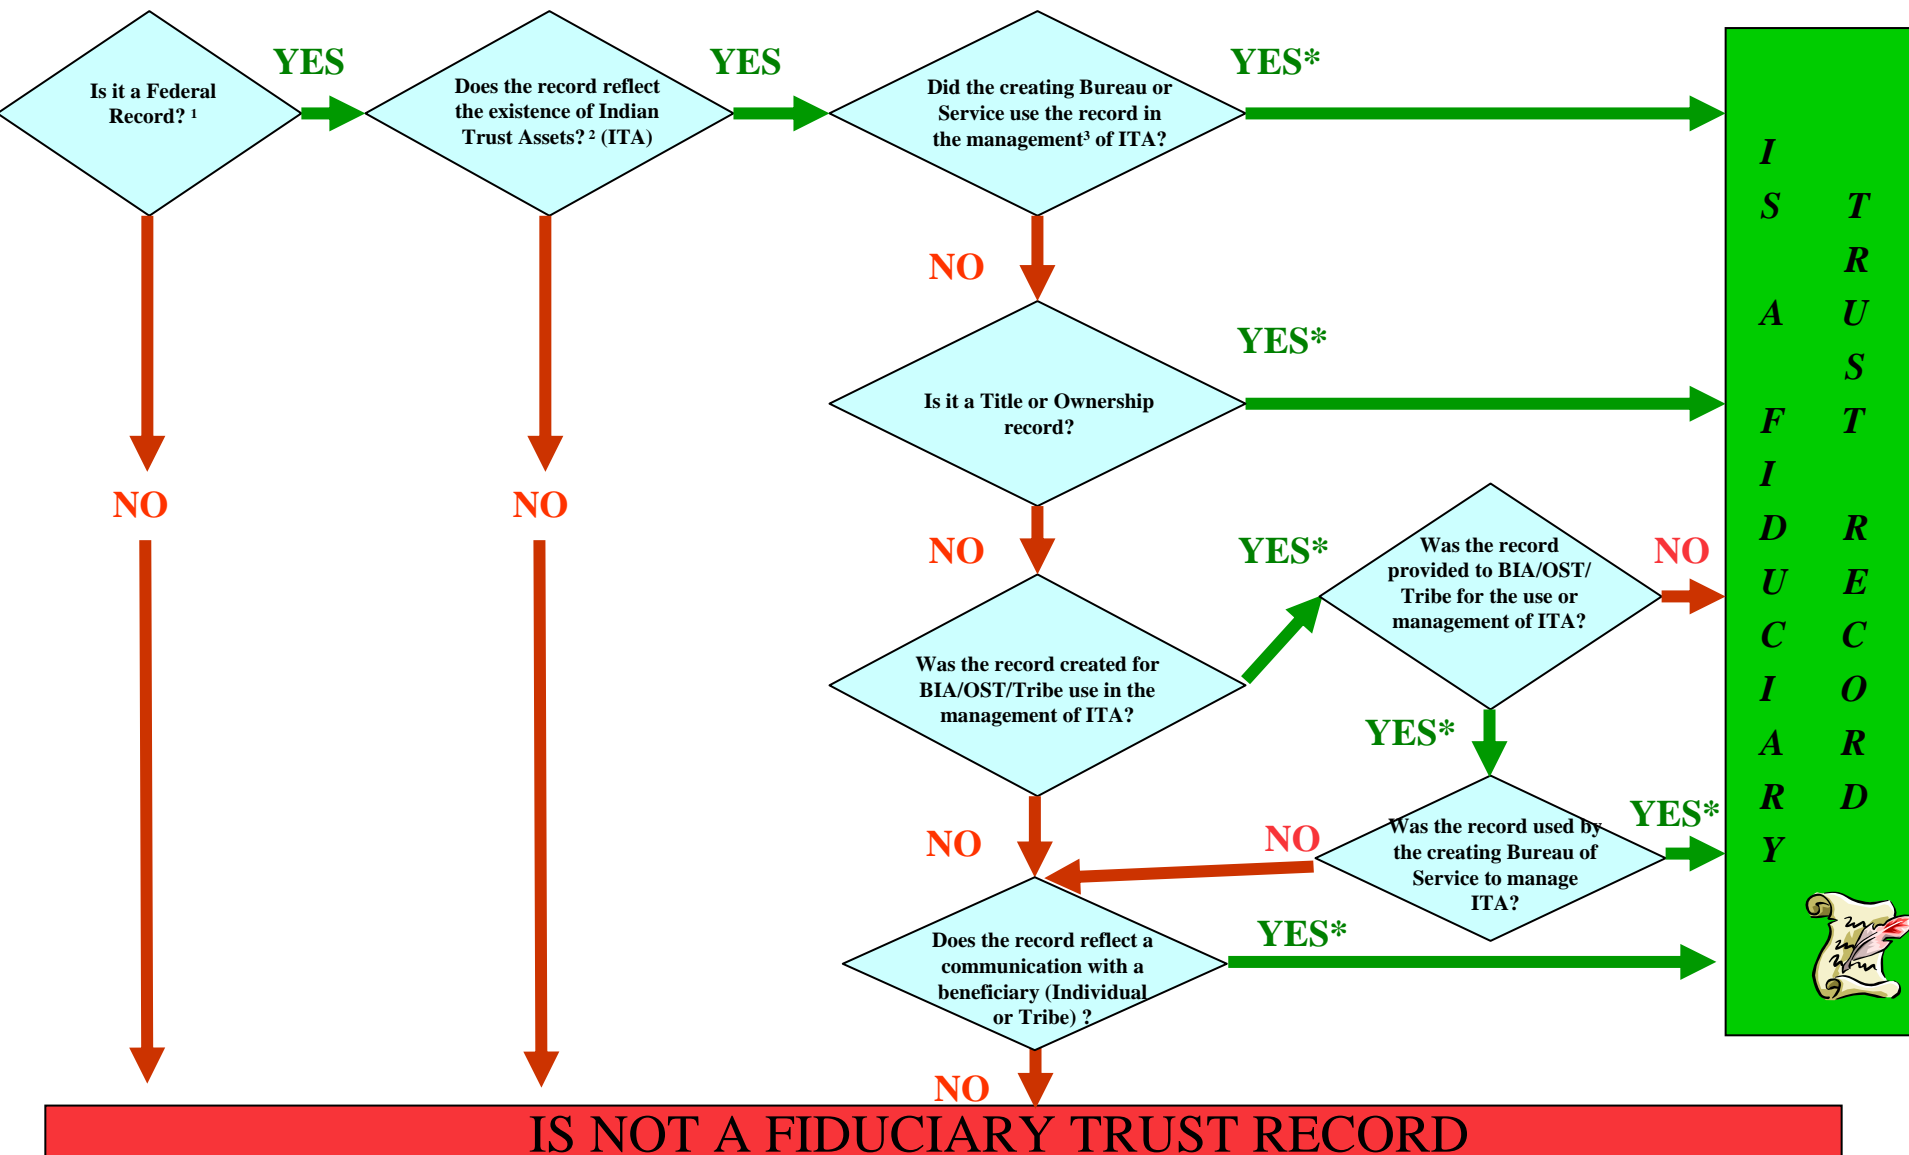 Is it a Federal
Record? ¹
YES
Does the record reflect
the existence of Indian
Trust Assets? ² (ITA)
YES
Did the creating Bureau or
Service use the record in
the management³ of ITA?
YES*
NO
NO
NO
Is it a Title or Ownership
record?
YES*
NO
Was the record created for
BIA/OST/Tribe use in the
management of ITA?
YES*
Was the record
provided to BIA/OST/
Tribe for the use or
management of ITA?
NO
YES*
NO
Was the record used by
the creating Bureau of
Service to manage
ITA?
NO
YES*
Does the record reflect a
communication with a
beneficiary (Individual
or Tribe) ?
YES*
NO
IS A FIDUCIARY
TRUST RECORD
IS NOT A FIDUCIARY TRUST RECORD